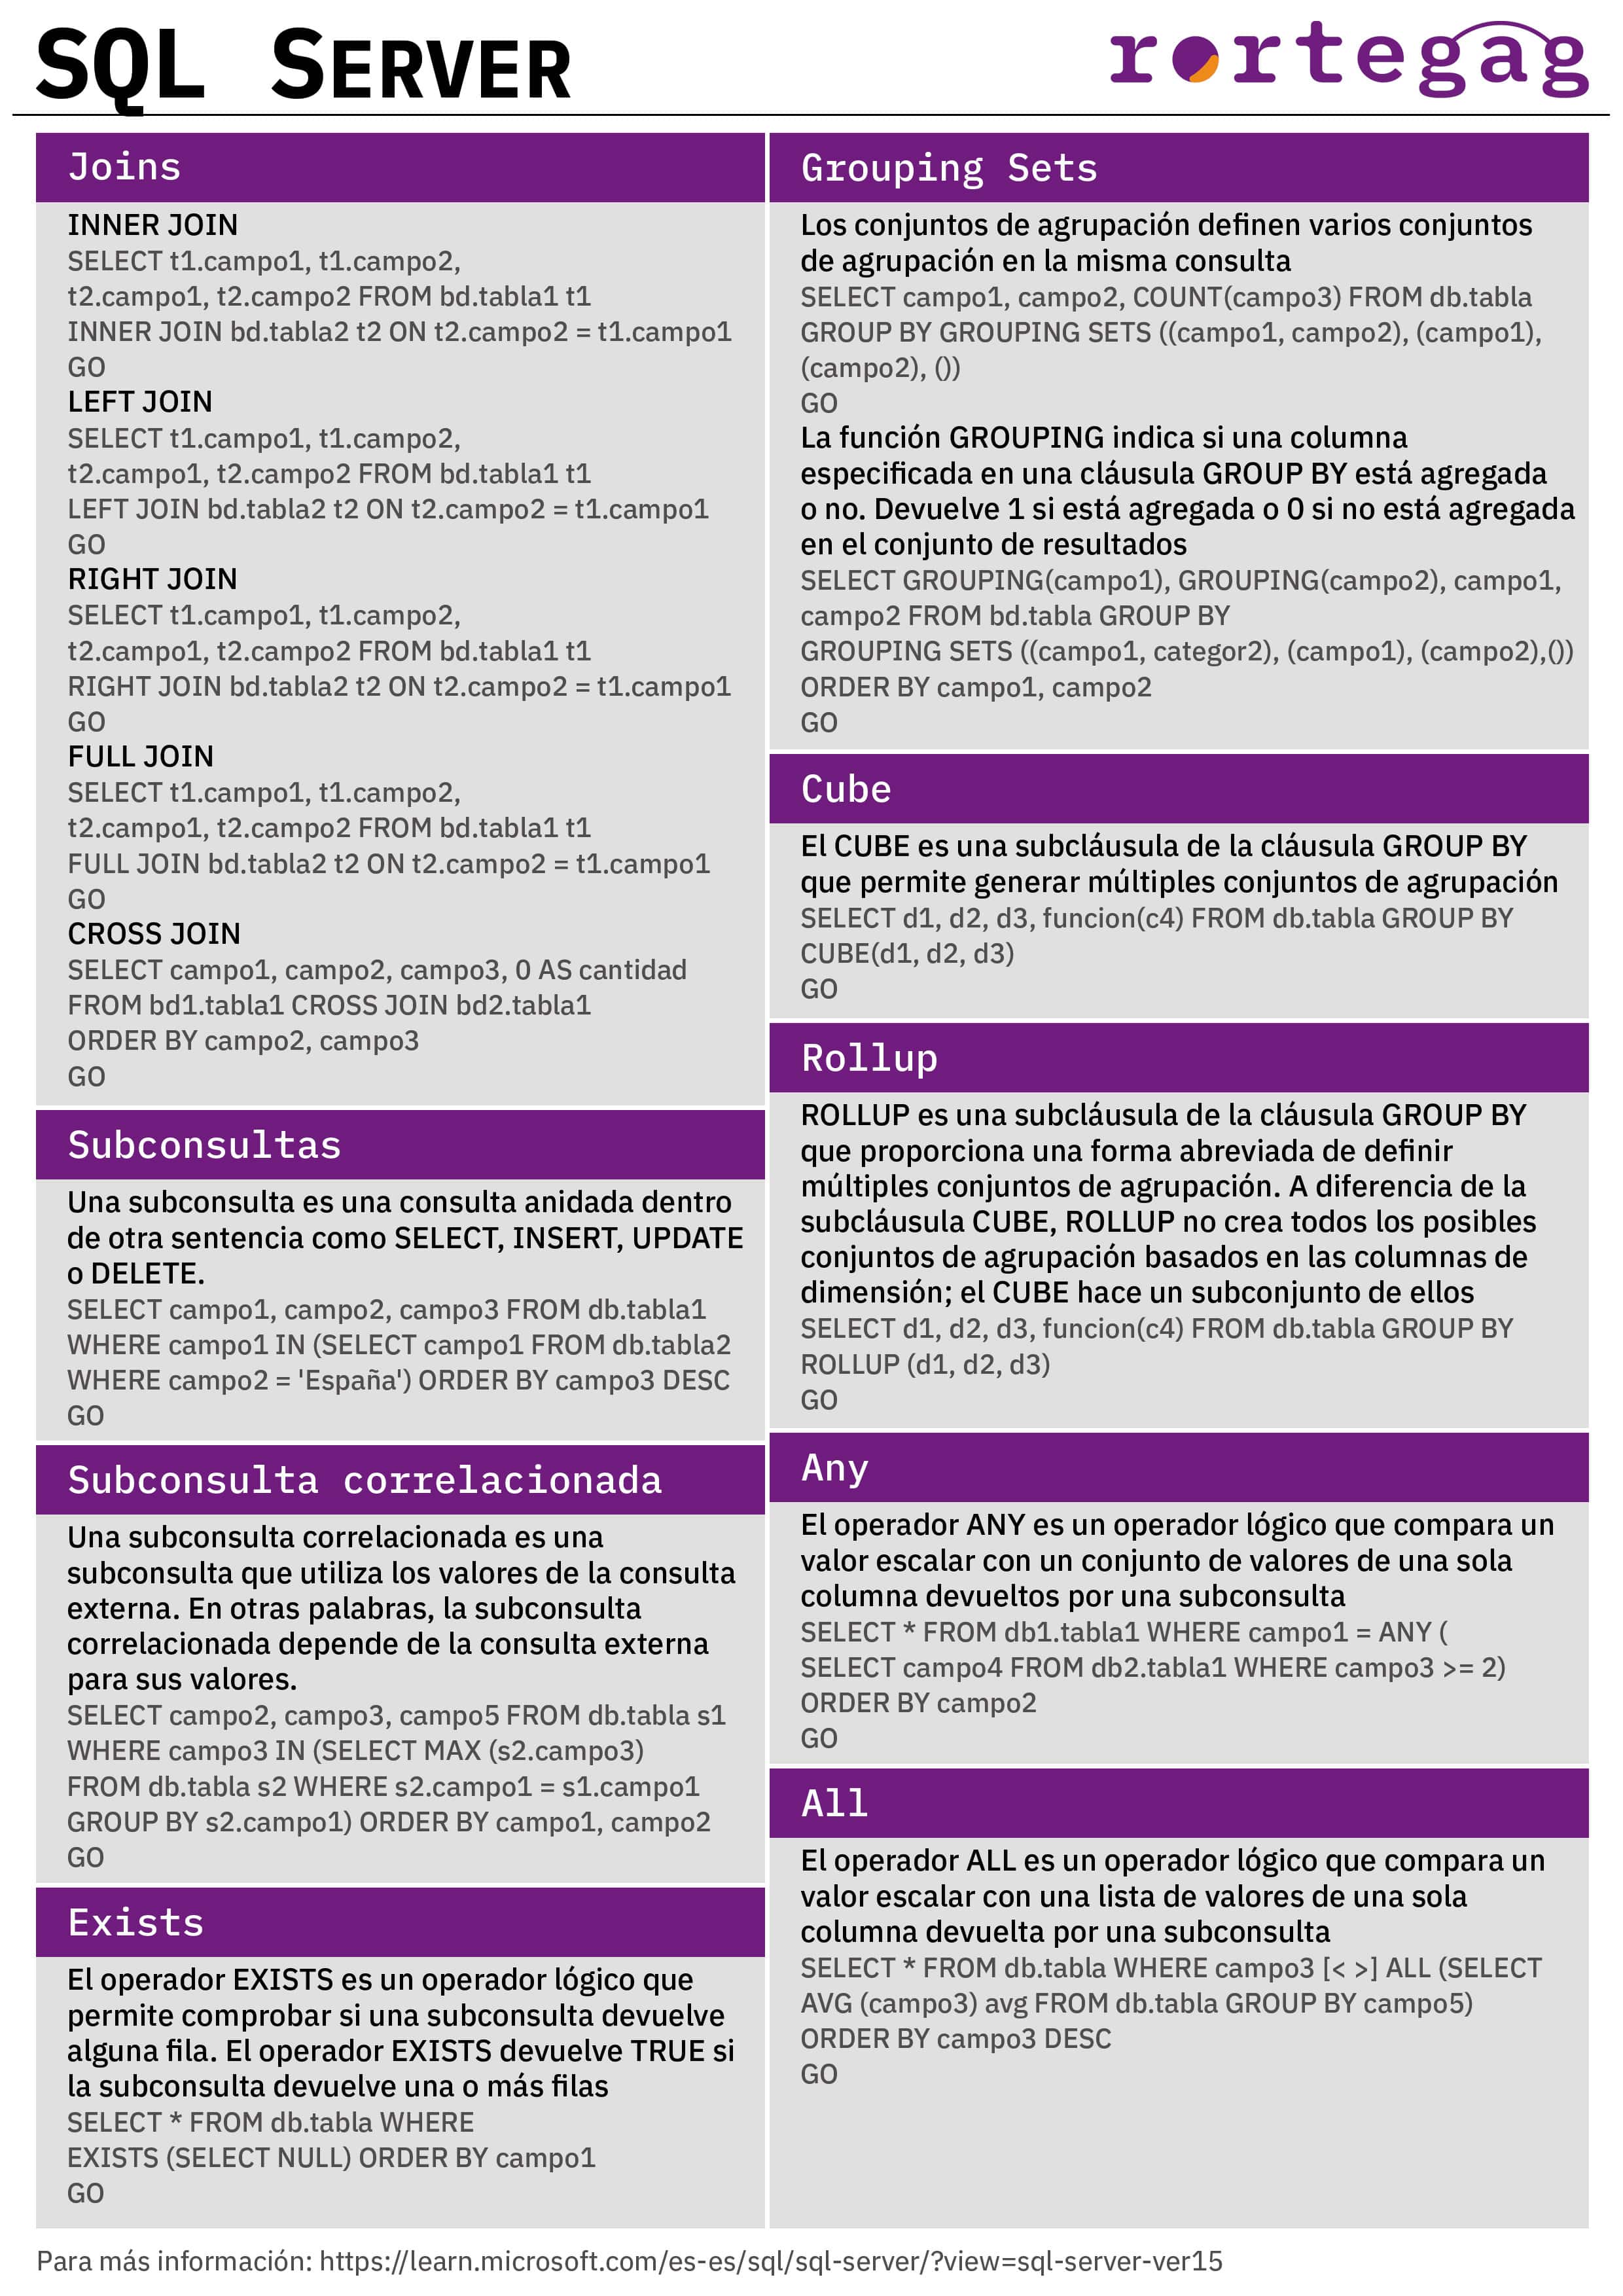 SQL SERVER
rortegag
Joins
INNER JOIN
SELECT t1.campo1, t1.campo2,
t2.campo1, t2.campo2 FROM bd.tabla1 t1
INNER JOIN bd.tabla2 t2 ON t2.campo2 = t1.campo1
GO
LEFT JOIN
SELECT t1.campo1, t1.campo2,
t2.campo1, t2.campo2 FROM bd.tabla1 t1
LEFT JOIN bd.tabla2 t2 ON t2.campo2 = t1.campo1
GO
RIGHT JOIN
SELECT t1.campo1, t1.campo2,
t2.campo1, t2.campo2 FROM bd.tabla1 t1
RIGHT JOIN bd.tabla2 t2 ON t2.campo2 = t1.campo1
GO
FULL JOIN
SELECT t1.campo1, t1.campo2,
t2.campo1, t2.campo2 FROM bd.tabla1 t1
FULL JOIN bd.tabla2 t2 ON t2.campo2 = t1.campo1
GO
CROSS JOIN
SELECT campo1, campo2, campo3, 0 AS cantidad
FROM bd1.tabla1 CROSS JOIN bd2.tabla1
ORDER BY campo2, campo3
GO
Subconsultas
Una subconsulta es una consulta anidada dentro
de otra sentencia como SELECT, INSERT, UPDATE
o DELETE.
SELECT campo1, campo2, campo3 FROM db.tabla1
WHERE campo1 IN (SELECT campo1 FROM db.tabla2
WHERE campo2 = 'España') ORDER BY campo3 DESC
GO
Subconsulta correlacionada
Una subconsulta correlacionada es una
subconsulta que utiliza los valores de la consulta
externa. En otras palabras, la subconsulta
correlacionada depende de la consulta externa
para sus valores.
SELECT campo2, campo3, campo5 FROM db.tabla s1
WHERE campo3 IN (SELECT MAX (s2.campo3)
FROM db.tabla s2 WHERE s2.campo1 = s1.campo1
GROUP BY s2.campo1) ORDER BY campo1, campo2
GO
Exists
El operador EXISTS es un operador lógico que
permite comprobar si una subconsulta devuelve
alguna fila. El operador EXISTS devuelve TRUE si
la subconsulta devuelve una o más filas
SELECT * FROM db.tabla WHERE
EXISTS (SELECT NULL) ORDER BY campo1
GO
Grouping Sets
Los conjuntos de agrupación definen varios conjuntos
de agrupación en la misma consulta
SELECT campo1, campo2, COUNT(campo3) FROM db.tabla
GROUP BY GROUPING SETS ((campo1, campo2), (campo1),
(campo2), ())
GO
La función GROUPING indica si una columna
especificada en una cláusula GROUP BY está agregada
o no. Devuelve 1 si está agregada o 0 si no está agregada
en el conjunto de resultados
SELECT GROUPING(campo1), GROUPING(campo2), campo1,
campo2 FROM bd.tabla GROUP BY
GROUPING SETS ((campo1, categor2), (campo1), (campo2),())
ORDER BY campo1, campo2
GO
Cube
El CUBE es una subcláusula de la cláusula GROUP BY
que permite generar múltiples conjuntos de agrupación
SELECT d1, d2, d3, funcion(c4) FROM db.tabla GROUP BY
CUBE(d1, d2, d3)
GO
Rollup
ROLLUP es una subcláusula de la cláusula GROUP BY
que proporciona una forma abreviada de definir
múltiples conjuntos de agrupación. A diferencia de la
subcláusula CUBE, ROLLUP no crea todos los posibles
conjuntos de agrupación basados en las columnas de
dimensión; el CUBE hace un subconjunto de ellos
SELECT d1, d2, d3, funcion(c4) FROM db.tabla GROUP BY
ROLLUP (d1, d2, d3)
GO
Any
El operador ANY es un operador lógico que compara un
valor escalar con un conjunto de valores de una sola
columna devueltos por una subconsulta
SELECT * FROM db1.tabla1 WHERE campo1 = ANY (
SELECT campo4 FROM db2.tabla1 WHERE campo3 >= 2)
ORDER BY campo2
GO
All
El operador ALL es un operador lógico que compara un
valor escalar con una lista de valores de una sola
columna devuelta por una subconsulta
SELECT * FROM db.tabla WHERE campo3 [< >] ALL (SELECT
AVG (campo3) avg FROM db.tabla GROUP BY campo5)
ORDER BY campo3 DESC
GO
Para más información: https://learn.microsoft.com/es-es/sql/sql-server/?view=sql-server-ver15